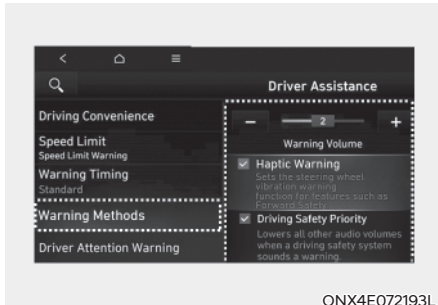 Driver Assistance
Driving Convenience
Speed Limit
Speed Limit Warning
Warning Timing
Standard
Warning Methods
Driver Attention Warning
2
Warning Volume
Haptic Warning
Sets the steering wheel
vibration warning
function for features such as
Forward Safety.
Driving Safety Priority
Lowers all other audio volumes
when a driving safety system
sounds a warning.
ONX4E072193L